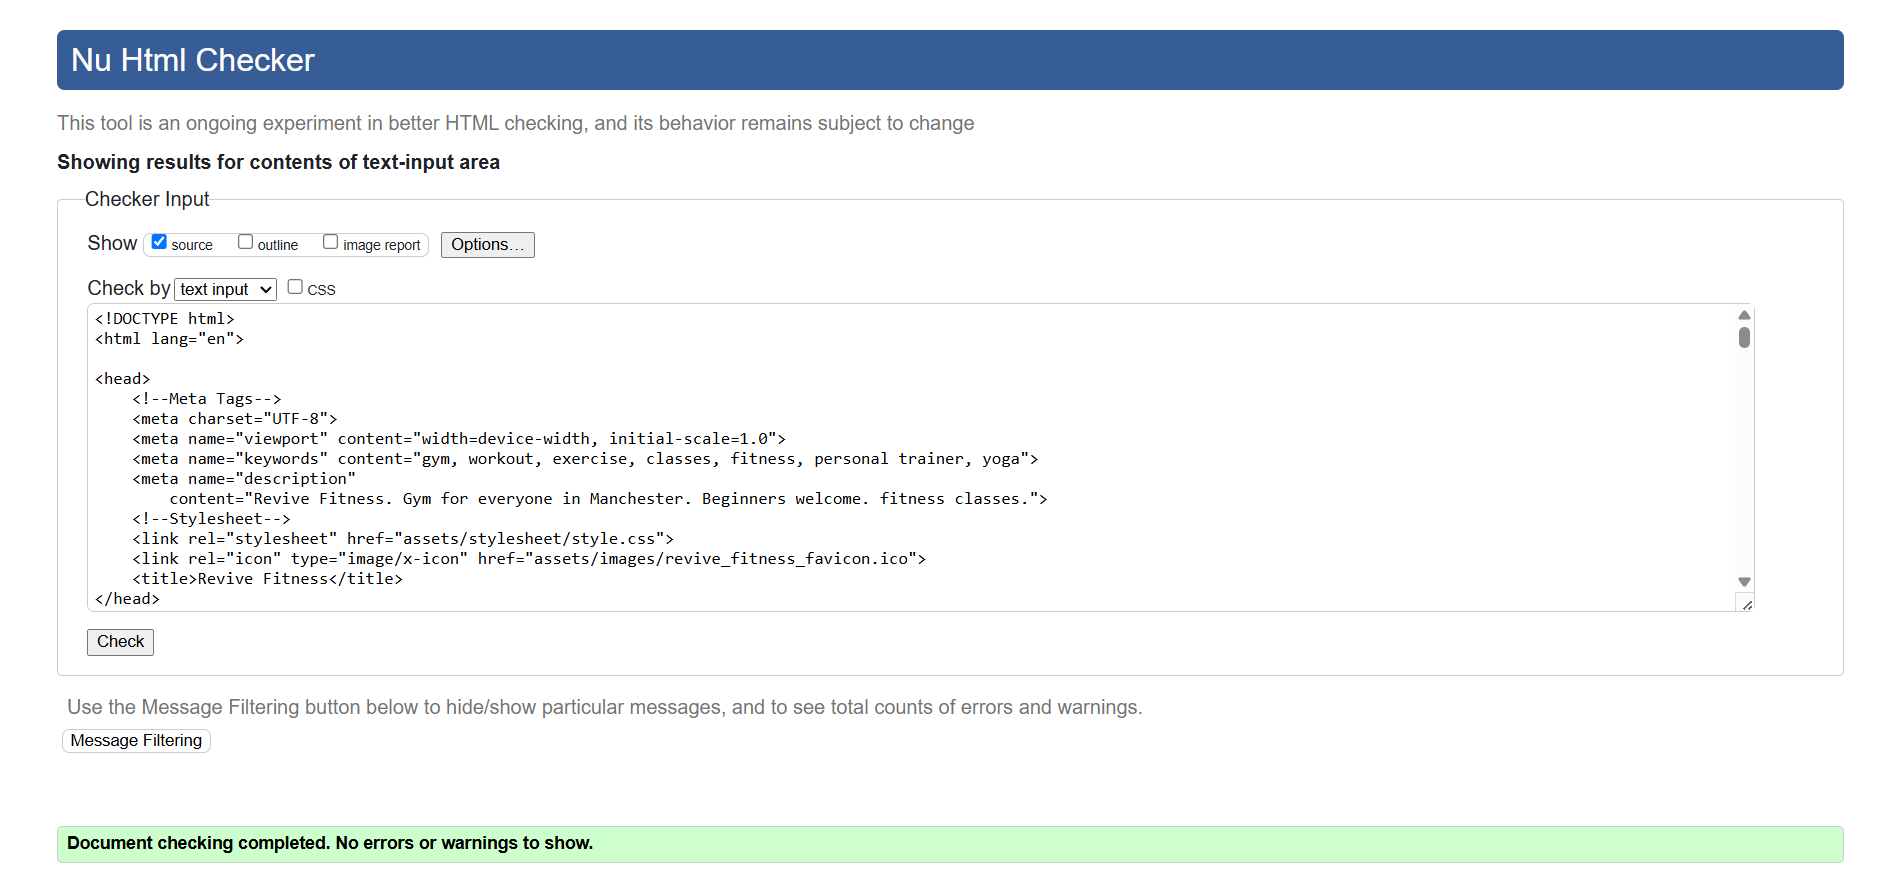 Nu Html Checker
This tool is an ongoing experiment in better HTML checking, and its behavior remains subject to change
Showing results for contents of text-input area
Checker Input
Show source outline image report Options...
Check by text input CSS
<!DOCTYPE html>
<html lang="en">
<head>
<!--Meta Tags-->
<meta charset="UTF-8">
<meta name="viewport" content="width=device-width, initial-scale=1.0">
<meta name="keywords" content="gym, workout, exercise, classes, fitness, personal trainer, yoga">
<meta name="description"
content="Revive Fitness. Gym for everyone in Manchester. Beginners welcome. fitness classes.">
<!--Stylesheet-->
<link rel="stylesheet" href="assets/stylesheet/style.css">
<link rel="icon" type="image/x-icon" href="assets/images/revive_fitness_favicon.ico">
<title>Revive Fitness</title>
</head>
Check
Use the Message Filtering button below to hide/show particular messages, and to see total counts of errors and warnings.
Message Filtering
Document checking completed. No errors or warnings to show.